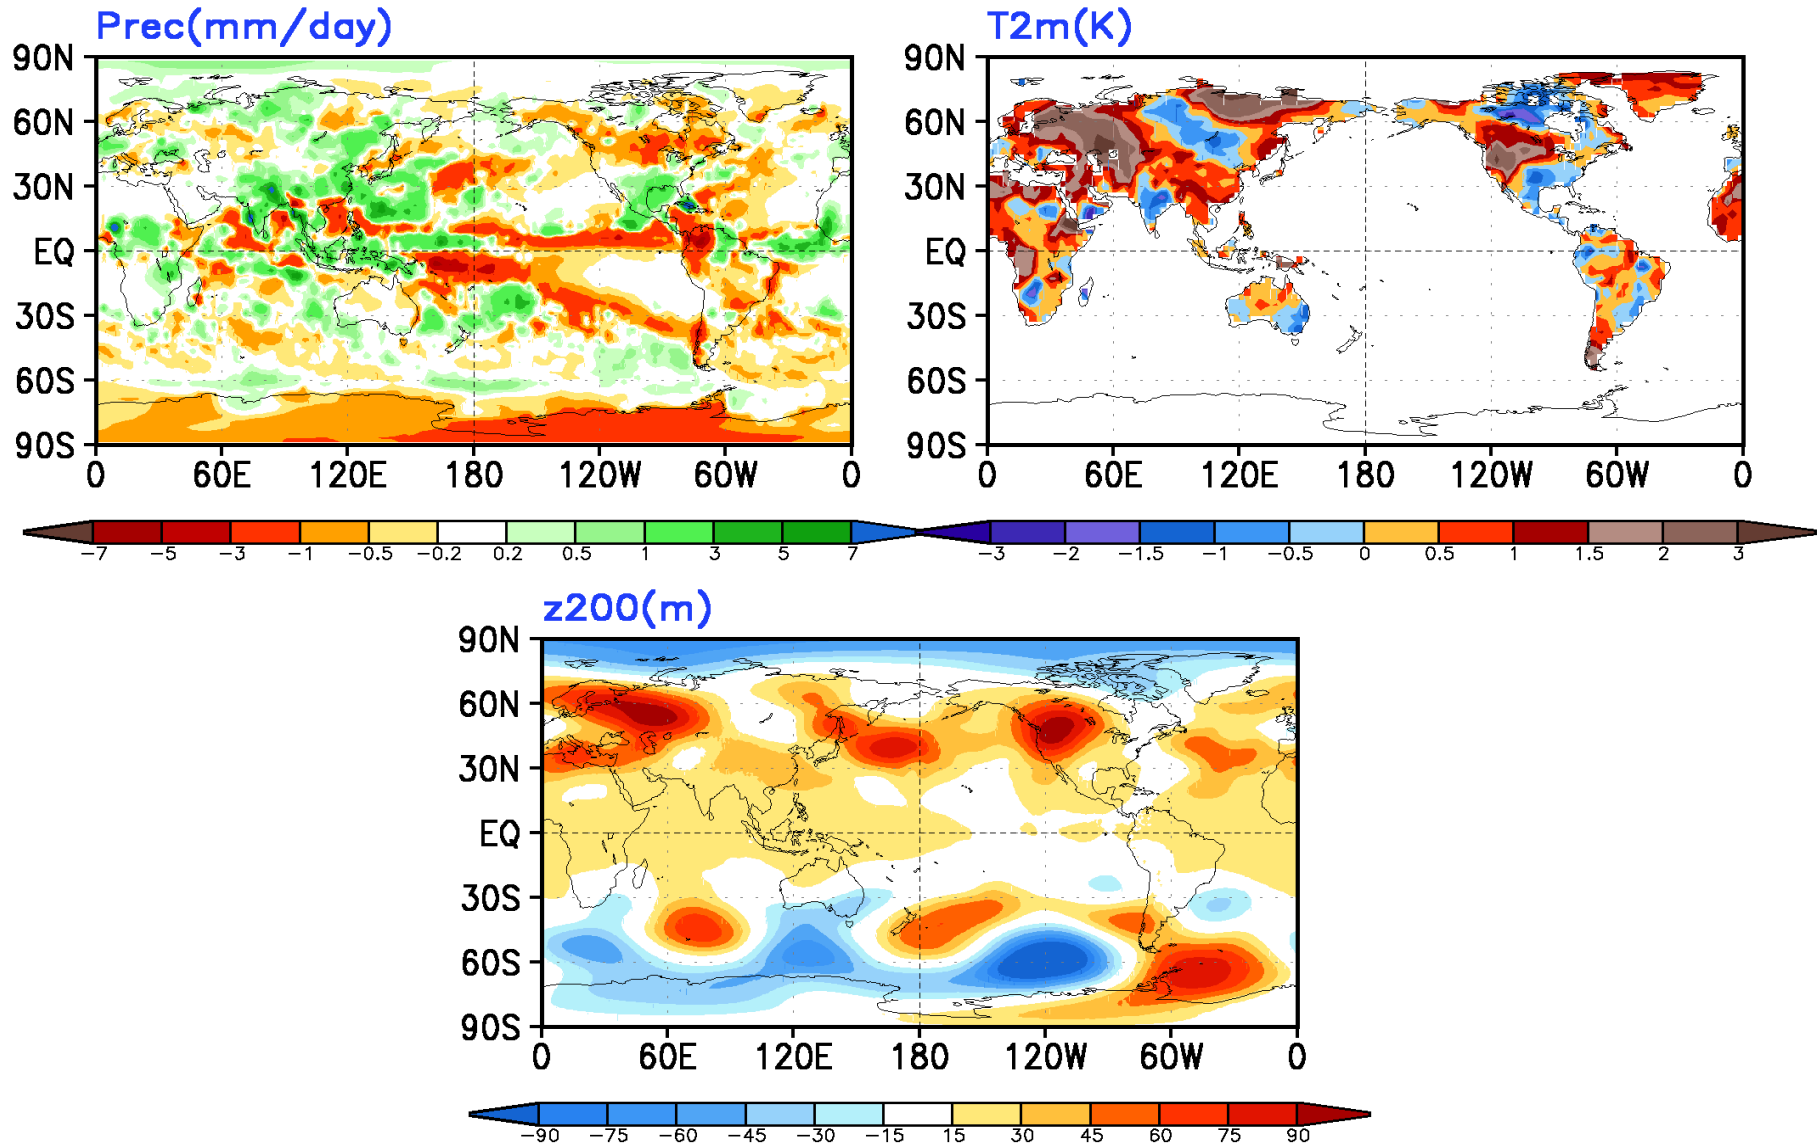 Prec(mm/day)
90N
60N
30N
EQ
30S
60S
90S
0 60E 120E 180 120W 60W 0
-7 -5 -3 -1 -0.5 -0.2 0.2 0.5 1 3 5 7
T2m(K)
90N
60N
30N
EQ
30S
60S
90S
0 60E 120E 180 120W 60W 0
-3 -2 -1.5 -1 -0.5 0 0.5 1 1.5 2 3
z200(m)
90N
60N
30N
EQ
30S
60S
90S
0 60E 120E 180 120W 60W 0
-90 -75 -60 -45 -30 -15 15 30 45 60 75 90